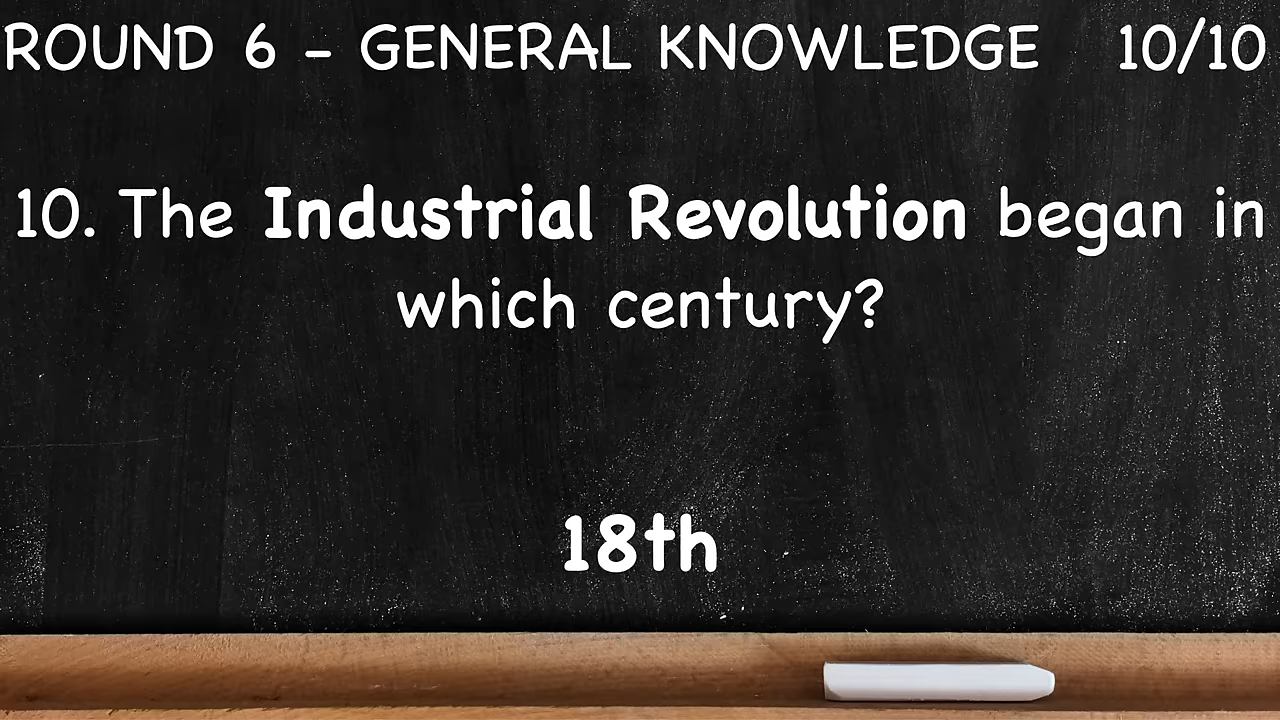 ROUND 6 - GENERAL KNOWLEDGE 10/10
10. The Industrial Revolution began in
which century?
18th